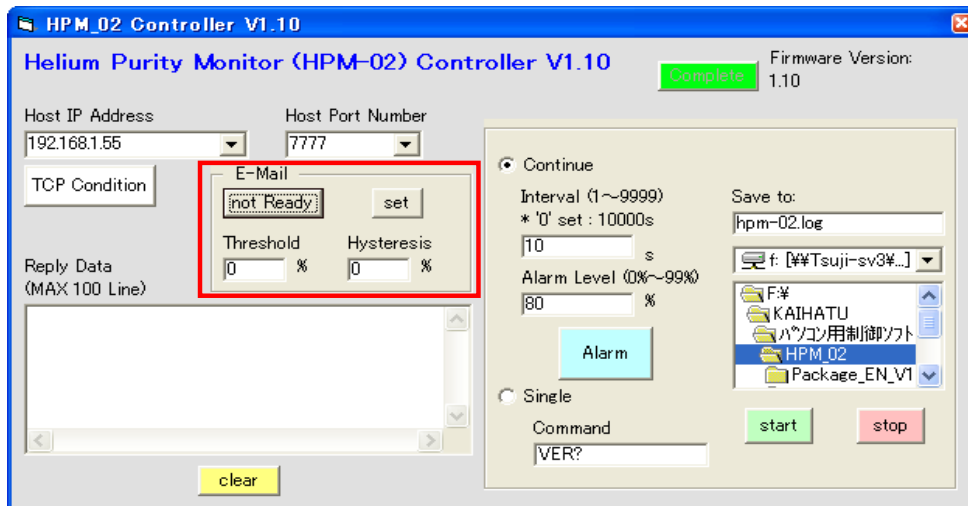 HPM_02 Controller V1.10
Helium Purity Monitor (HPM-02) Controller V1.10
Complete
Firmware Version:
1.10
Host IP Address
Host Port Number
192.168.1.55
7777
TCP Condition
E-Mail
not Ready
set
Threshold
Hysteresis
0 %
0 %
Reply Data
(MAX 100 Line)
clear
Continue
Interval (1～9999)
* '0' set : 10000s
10 s
Alarm Level (0%～99%)
80 %
Alarm
Single
Command
VER?
Save to:
hpm-02.log
f: [¥¥Tsuji-sv3¥...]
F:¥
KAIHATU
パソコン用制御ソフト
HPM_02
Package_EN_V1
start
stop